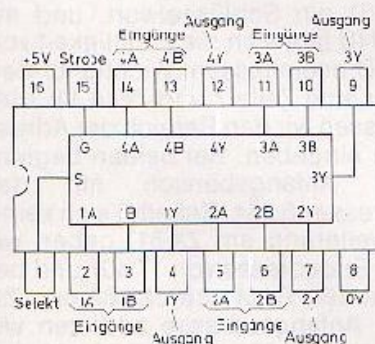 Ausgang Ausgang
Eingänge Eingänge
+5V Strobe 4A 4B 4Y 3A 3B 3Y
16 15 14 13 12 11 10 9
G 4A 4B 4Y 3A 3B
S 3Y
1A B 1Y 2A 2B 2Y
1 2 3 4 5 6 7 8
Selekt 1A 1B 1Y 2A 2B 2Y 0V
Eingänge Eingänge
Ausgang Ausgang